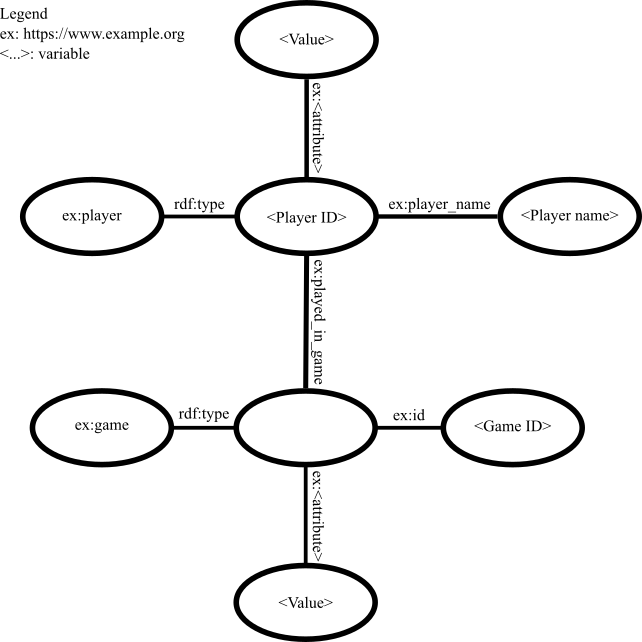 Legend
ex: https://www.example.org
<...>: variable
<Value>
ex:<attribute>
ex:player
rdf:type
<Player ID>
ex:player_name
<Player name>
ex:played_in_game
ex:game
rdf:type
ex:id
<Game ID>
ex:<attribute>
<Value>